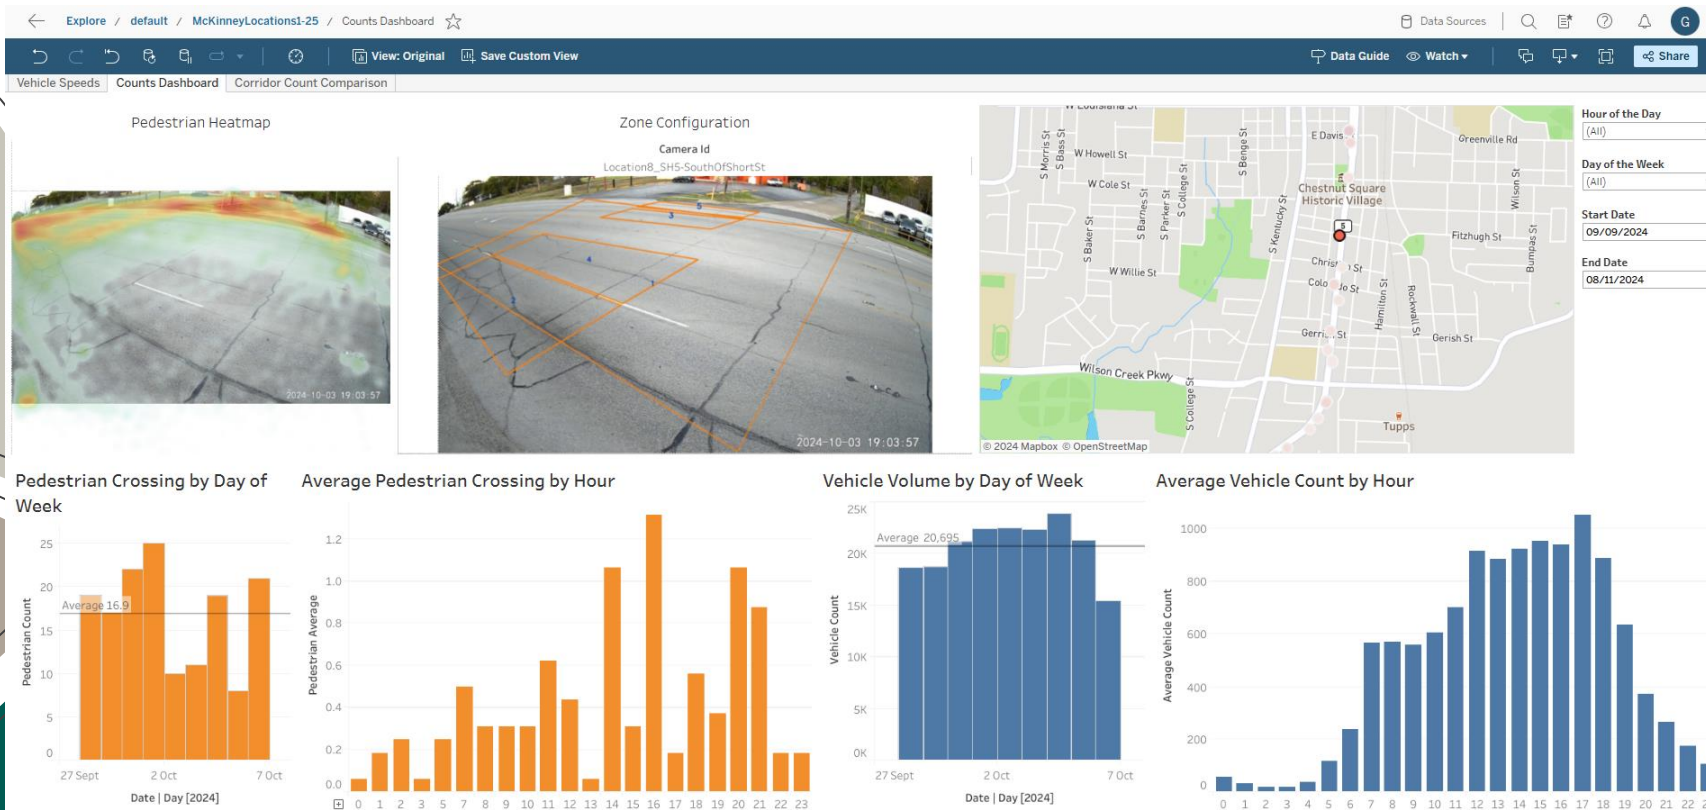 Explore / default / McKinneyLocations1-25 / Counts Dashboard
Data Sources
G
View: Original
Save Custom View
Data Guide
Watch
Share
Vehicle Speeds
Counts Dashboard
Corridor Count Comparison
Pedestrian Heatmap
2024-10-03 19:03:57
Zone Configuration
Camera Id
Location8_SH5-SouthOfShortSt
5
3
4
1
2
2024-10-03 19:03:57
W Louisiana St
S Morris St
S Bass St
W Howell St
W Cole St
S Baker St
S Barnes St
S Parker St
S College St
S Benge St
S Kentucky St
E Davis
Greenville Rd
Chestnut Square
Historic Village
5
Wilson St
Fitzhugh St
Bumpas St
W Willie St
Hamilton St
Rockwall St
Gerish St
Wilson Creek Pkwy
S College St
Tupps
© 2024 Mapbox © OpenStreetMap
Hour of the Day
(All)
Day of the Week
(All)
Start Date
09/09/2024
End Date
08/11/2024
Pedestrian Crossing by Day of
Week
Pedestrian Count
25
20
15
10
5
0
Average 16.9
27 Sept
2 Oct
7 Oct
Date | Day [2024]
Average Pedestrian Crossing by Hour
Pedestrian Average
1.2
1.0
0.8
0.6
0.4
0.2
0.0
0 1 2 3 5 7 8 9 10 11 12 13 14 15 16 17 18 19 20 21 22 23
Vehicle Volume by Day of Week
Vehicle Count
25K
20K
15K
10K
5K
0K
Average 20,695
27 Sept
2 Oct
7 Oct
Date | Day [2024]
Average Vehicle Count by Hour
Average Vehicle Count
1000
800
600
400
200
0
0 1 2 3 4 5 6 7 8 9 10 11 12 13 14 15 16 17 18 19 20 21 22